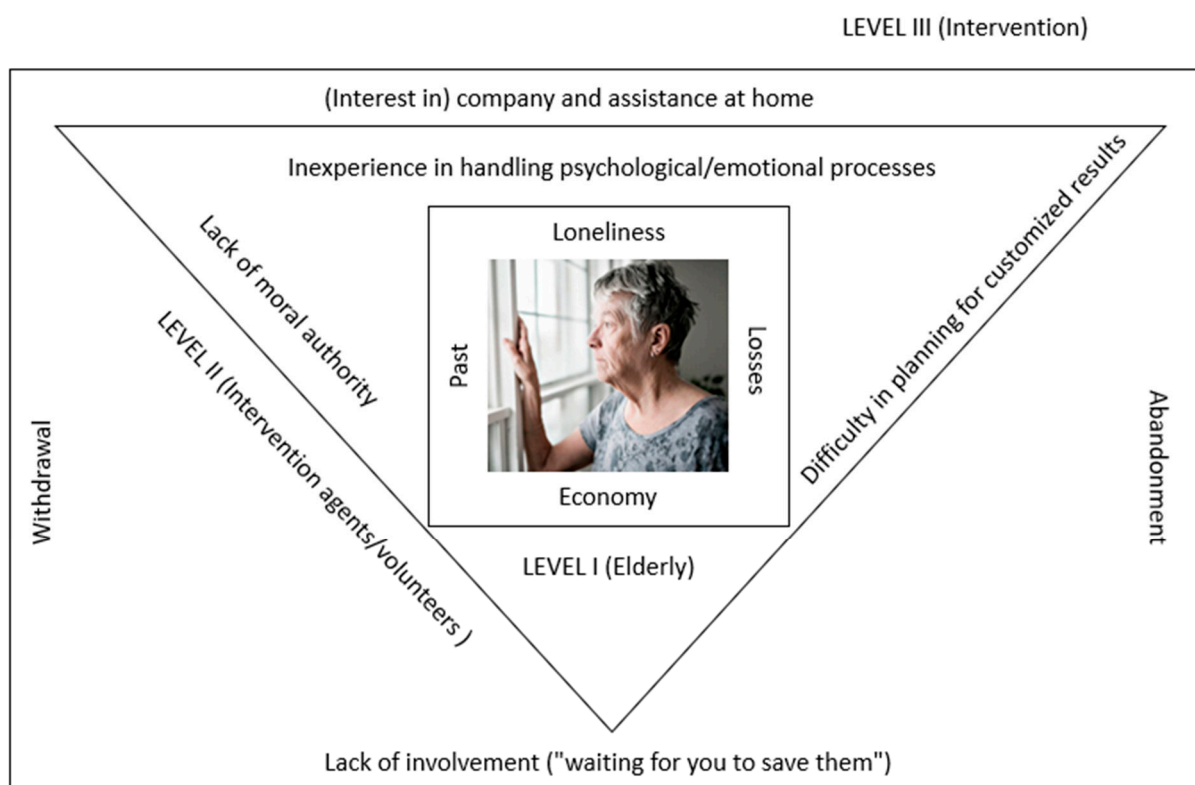 LEVEL III (Intervention)
(Interest in) company and assistance at home
Inexperience in handling psychological/emotional processes
Lack of moral authority
LEVEL II (Intervention agents/volunteers )
Difficulty in planning for customized results
Loneliness
Past
Losses
Economy
LEVEL I (Elderly)
Withdrawal
Abandonment
Lack of involvement ("waiting for you to save them")